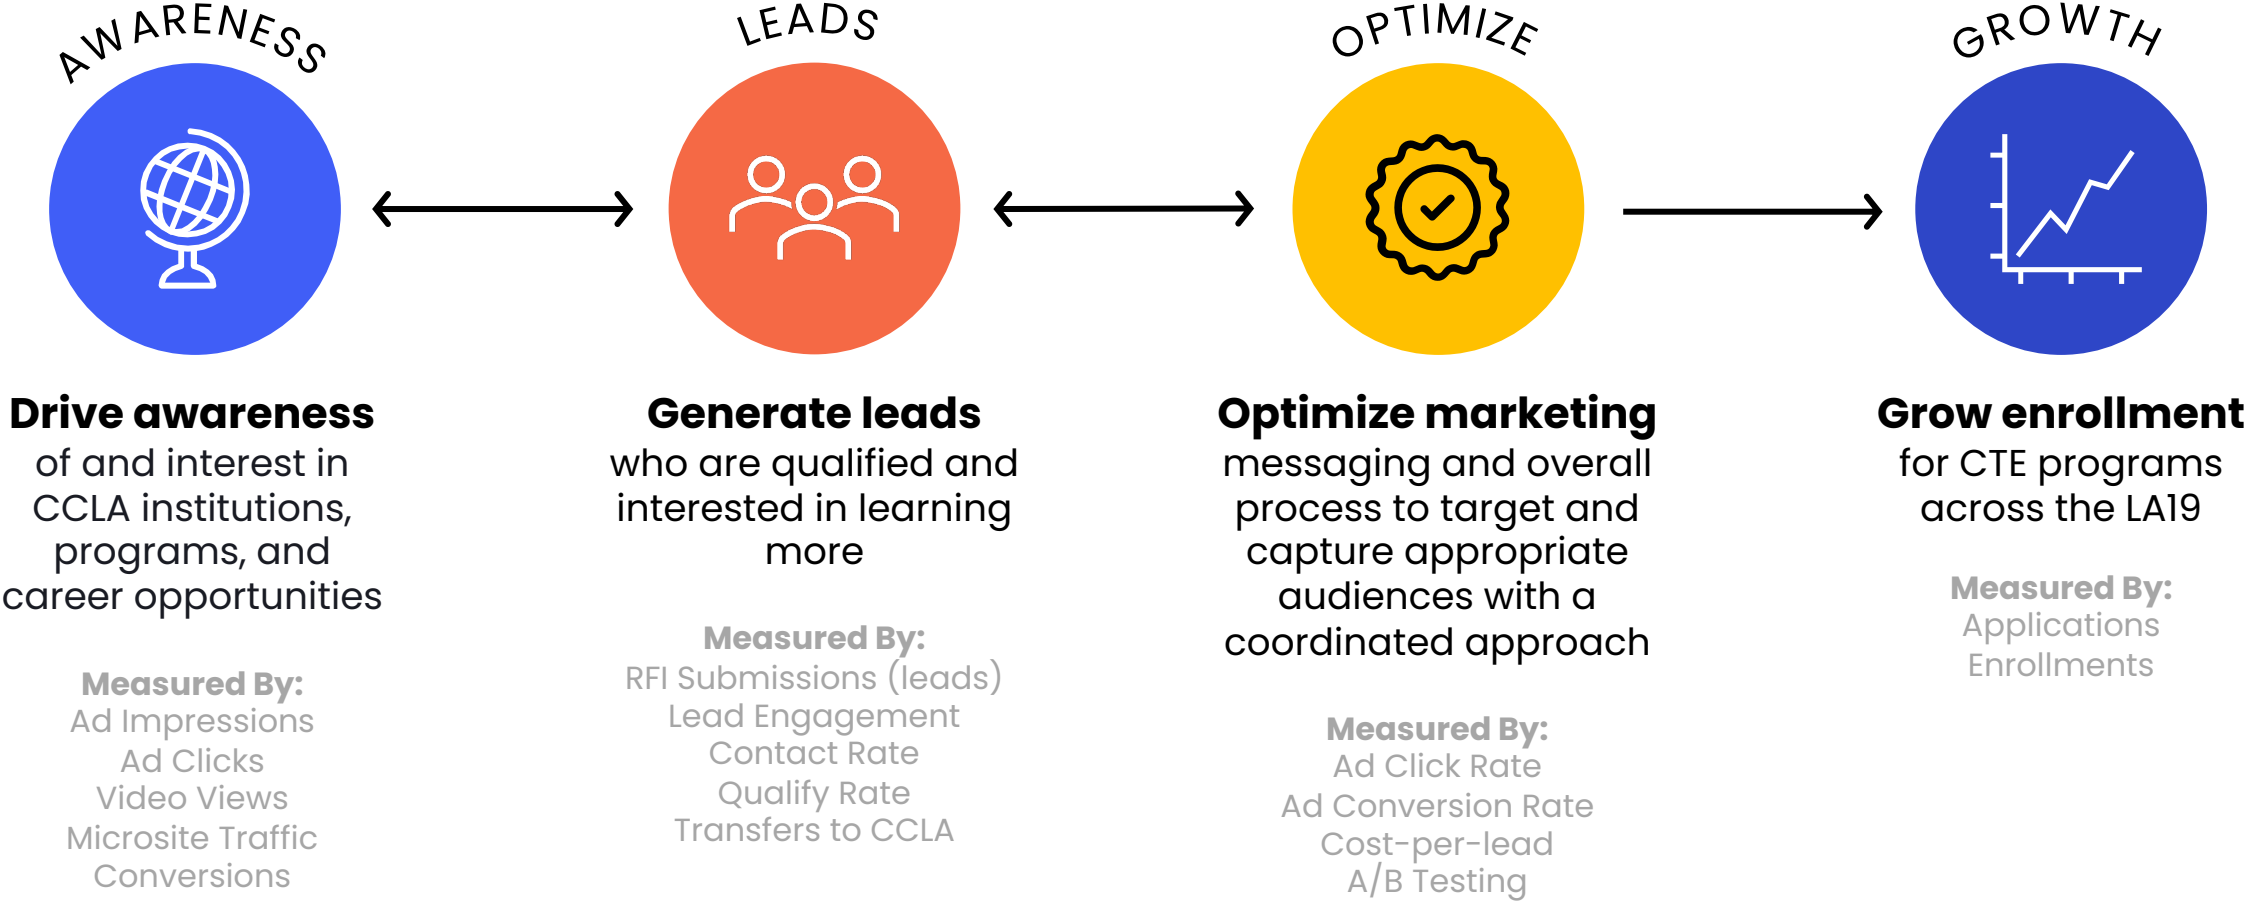 AWARENESS
LEADS
OPTIMIZE
GROWTH
Drive awareness
of and interest in
CCLA institutions,
programs, and
career opportunities
Measured By:
Ad Impressions
Ad Clicks
Video Views
Microsite Traffic
Conversions
Generate leads
who are qualified and
interested in learning
more
Measured By:
RFI Submissions (leads)
Lead Engagement
Contact Rate
Qualify Rate
Transfers to CCLA
Optimize marketing
messaging and overall
process to target and
capture appropriate
audiences with a
coordinated approach
Measured By:
Ad Click Rate
Ad Conversion Rate
Cost-per-lead
A/B Testing
Grow enrollment
for CTE programs
across the LA19
Measured By:
Applications
Enrollments